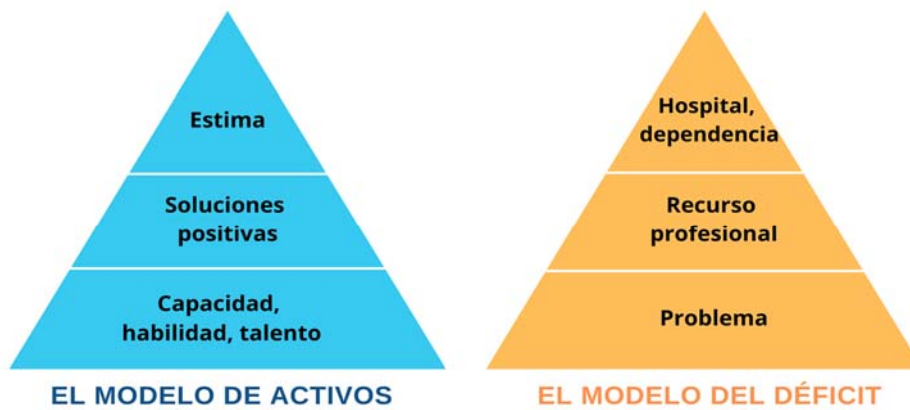 Estima
Soluciones
positivas
Capacidad,
habilidad, talento
EL MODELO DE ACTIVOS
Hospital,
dependencia
Recurso
profesional
Problema
EL MODELO DEL DÉFICIT